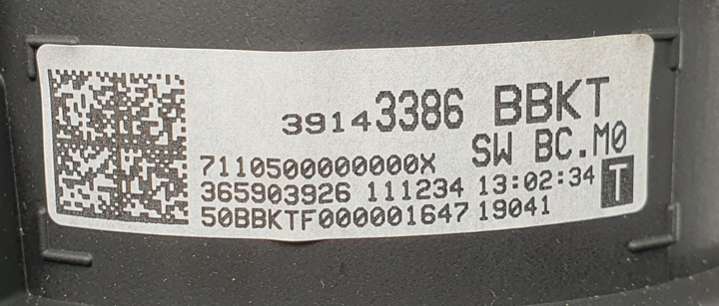 39143386 BBKT
SW BC.M0
7110500000000X
365903926 111234 13:02:34
50BBKTF000001647 19041
T